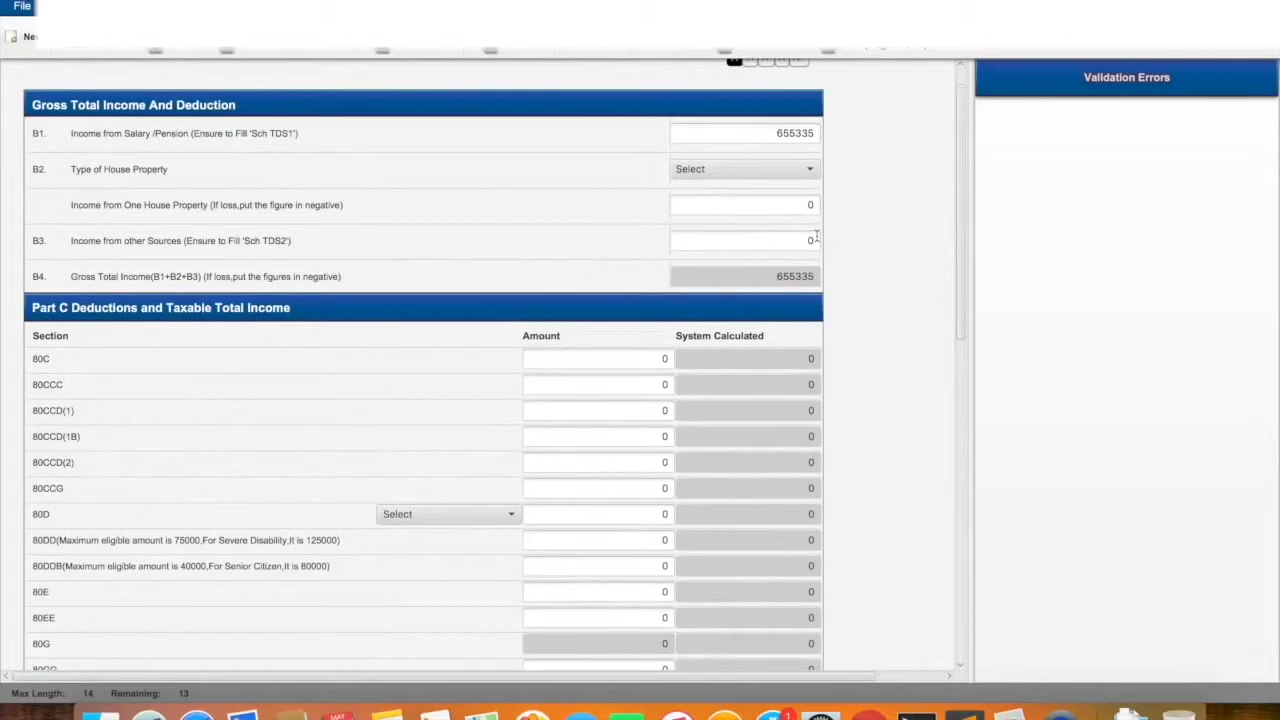 File
Ne
Gross Total Income And Deduction
B1. Income from Salary /Pension (Ensure to Fill 'Sch TDS1') 655335
B2. Type of House Property Select
Income from One House Property (If loss,put the figure in negative) 0
B3. Income from other Sources (Ensure to Fill 'Sch TDS2') 0
B4. Gross Total Income(B1+B2+B3) (If loss,put the figures in negative) 655335
Part C Deductions and Taxable Total Income
Section Amount System Calculated
80C 0 0
80CCC 0 0
80CCD(1) 0 0
80CCD(1B) 0 0
80CCD(2) 0 0
80CCG 0 0
80D Select 0 0
80DD(Maximum eligible amount is 75000,For Severe Disability,It is 125000) 0 0
80DDB(Maximum eligible amount is 40000,For Senior Citizen,It is 80000) 0 0
80E 0 0
80EE 0 0
80G 0 0
80GG 0 0
Validation Errors
Max Length: 14 Remaining: 13
MAY
1